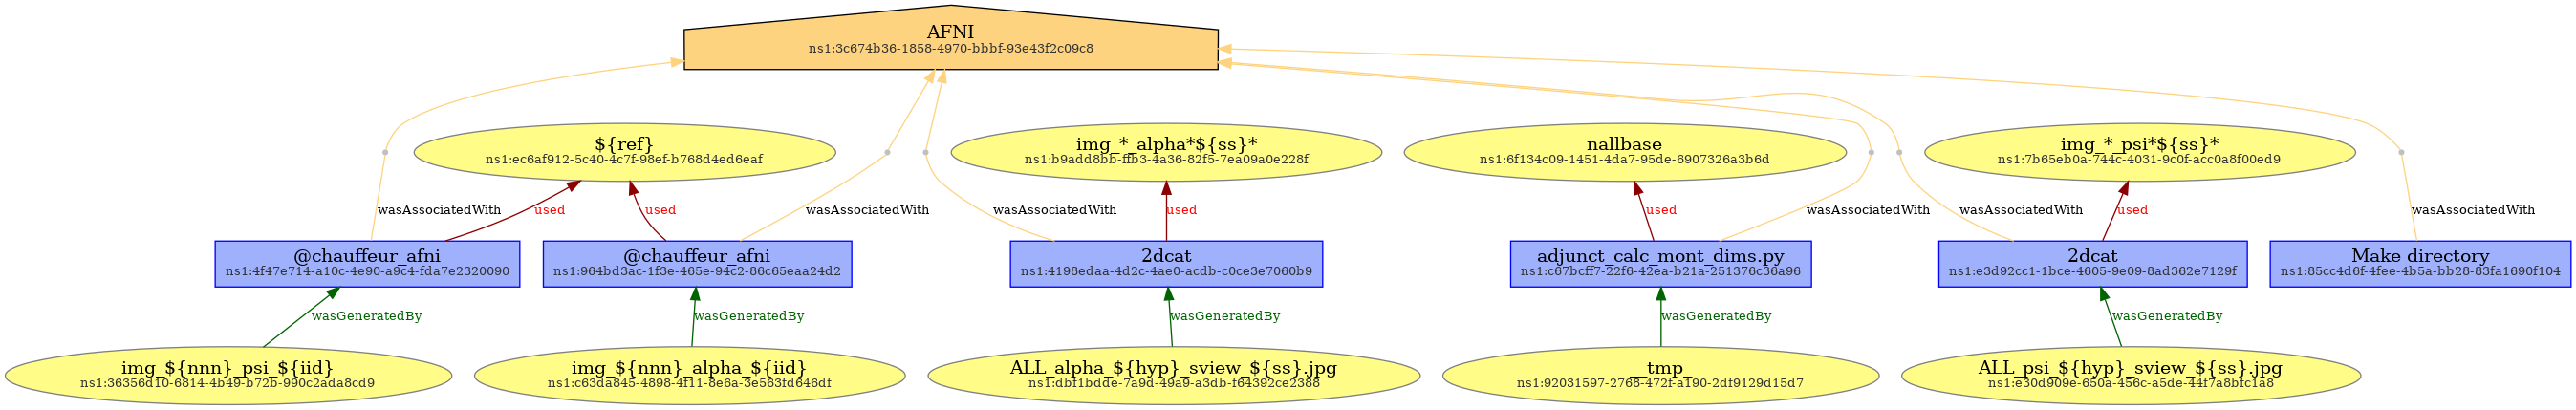 AFNI
ns1:3c674b36-1858-4970-bbbf-93e43f2c09c8
${ref}
ns1:ec6af912-5c40-4c7f-98ef-b768d4ed6eaf
img_*_alpha*${ss}*
ns1:b9add8bb-ffb3-4a36-82f5-7ea09a0e228f
nallbase
ns1:6f134c09-1451-4da7-95de-6907326a3b6d
img_*_psi*${ss}*
ns1:7b65eb0a-744c-4031-9c0f-acc0a8f00ed9
wasAssociatedWith
used
used
wasAssociatedWith
wasAssociatedWith
used
used
wasAssociatedWith
wasAssociatedWith
used
wasAssociatedWith
@chauffeur_afni
ns1:4f47e714-a10c-4e90-a9c4-fda7e2320090
@chauffeur_afni
ns1:964bd3ac-1f3e-465e-94c2-86c65eaa24d2
2dcat
ns1:4198edaa-4d2c-4ae0-acdb-c0ce3e7060b9
adjunct_calc_mont_dims.py
ns1:c67bcff7-22f6-42ea-b21a-251376c36a96
2dcat
ns1:e3d92cc1-1bce-4605-9e09-8ad362e7129f
Make directory
ns1:85cc4d6f-4fee-4b5a-bb28-83fa1690f104
wasGeneratedBy
wasGeneratedBy
wasGeneratedBy
wasGeneratedBy
wasGeneratedBy
img_${nnn}_psi_${iid}
ns1:36356d10-6814-4b49-b72b-990c2ada8cd9
img_${nnn}_alpha_${iid}
ns1:c63da845-4898-4f11-8e6a-3e563fd646df
ALL_alpha_${hyp}_sview_${ss}.jpg
ns1:dbf1bdde-7a9d-49a9-a3db-f64392ce2388
__tmp_
ns1:92031597-2768-472f-a190-2df9129d15d7
ALL_psi_${hyp}_sview_${ss}.jpg
ns1:e30d909e-650a-456c-a5de-44f7a8bfc1a8